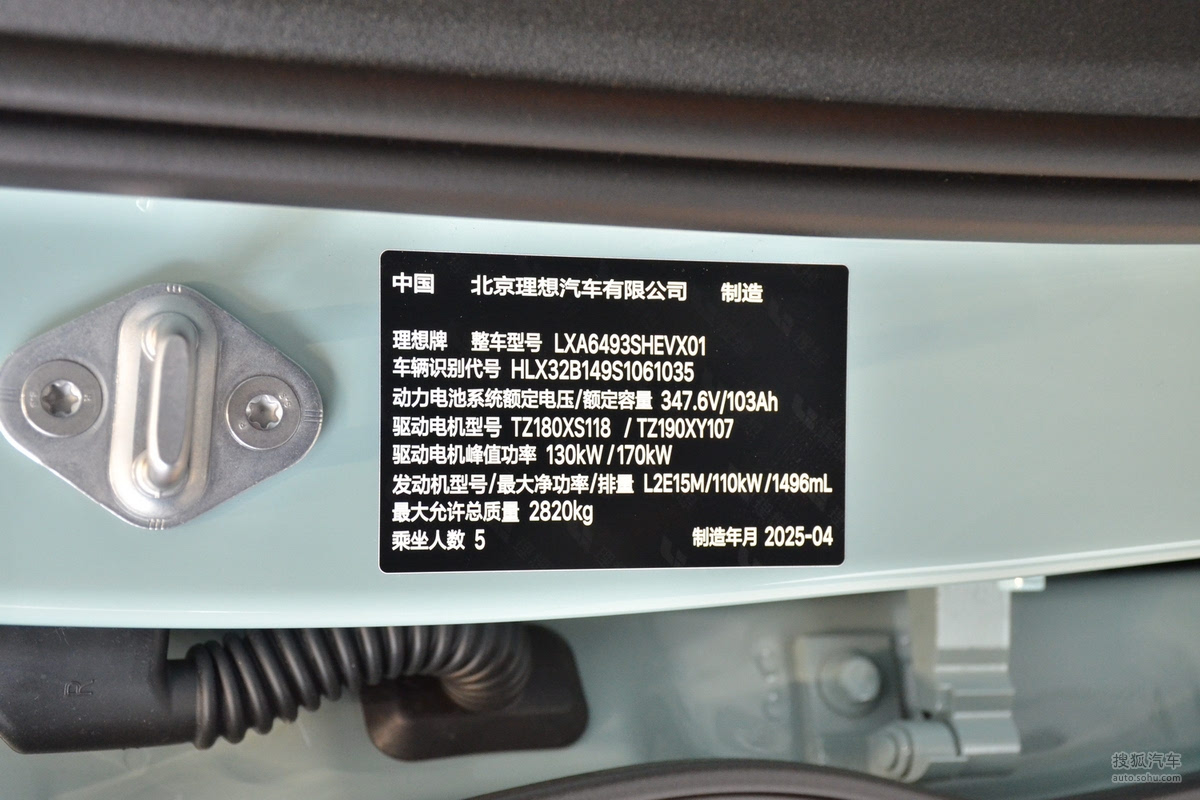 中国 北京理想汽车有限公司 制造
理想牌 整车型号 LXA6493SHEVX01
车辆识别代号 HLX32B149S1061035
动力电池系统额定电压/额定容量 347.6V/103Ah
驱动电机型号 TZ180XS118 / TZ190XY107
驱动电机峰值功率 130kW/170kW
发动机型号/最大净功率/排量 L2E15M/110kW/1496mL
最大允许总质量 2820kg
乘坐人数 5 制造年月 2025-04
搜狐汽车
auto.sohu.com